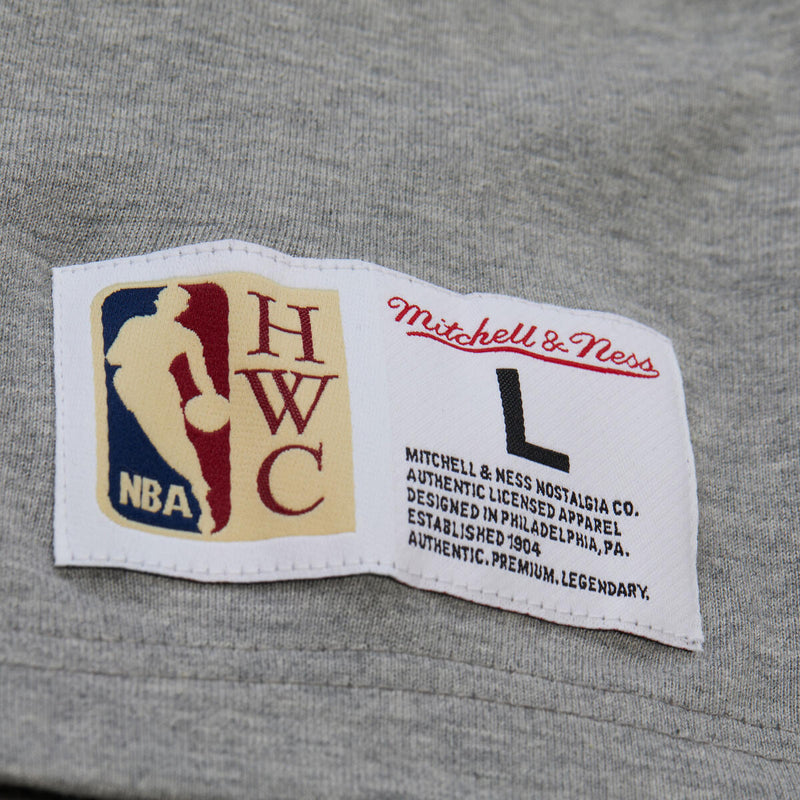 NBA
H
W
C
Mitchell & Ness
L
MITCHELL & NESS NOSTALGIA CO.
AUTHENTIC LICENSED APPAREL
DESIGNED IN PHILADELPHIA, PA.
ESTABLISHED 1904
AUTHENTIC. PREMIUM. LEGENDARY.